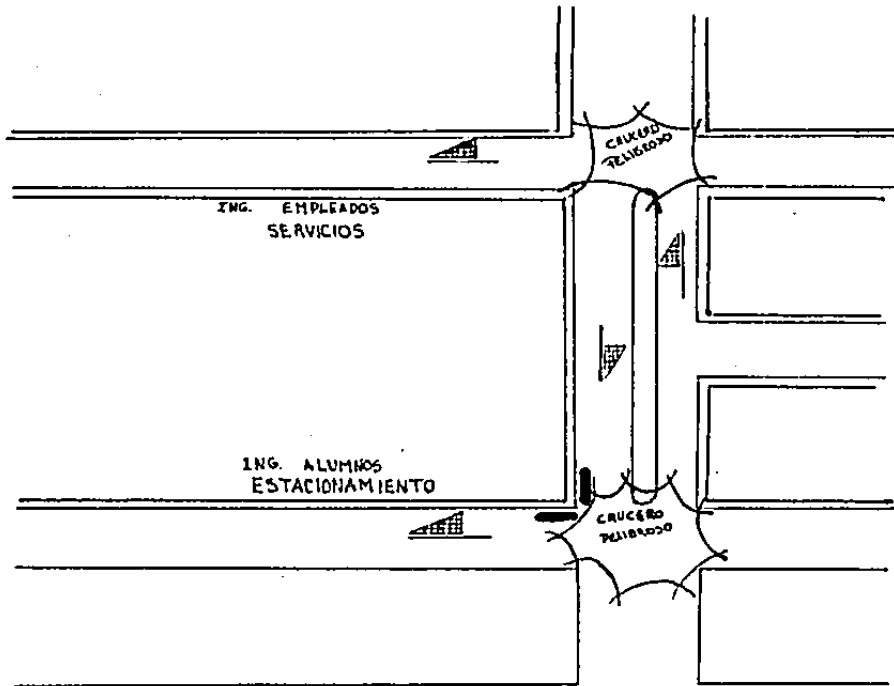 CRUCERO
PELIGROSO
ING. EMPLEADOS
SERVICIOS
ING. ALUMNOS
ESTACIONAMIENTO
CRUCERO
PELIGROSO